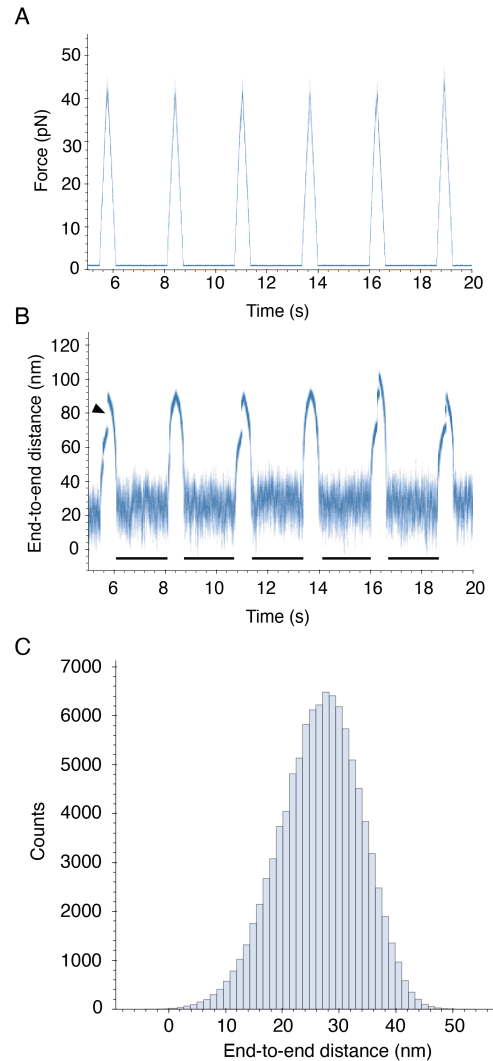 A
50
40
30
20
10
0
Force (pN)
6 8 10 12 14 16 18 20
Time (s)
B
120
100
80
60
40
20
0
End-to-end distance (nm)
6 8 10 12 14 16 18 20
Time (s)
C
7000
6000
5000
4000
3000
2000
1000
0
Counts
0 10 20 30 40 50
End-to-end distance (nm)